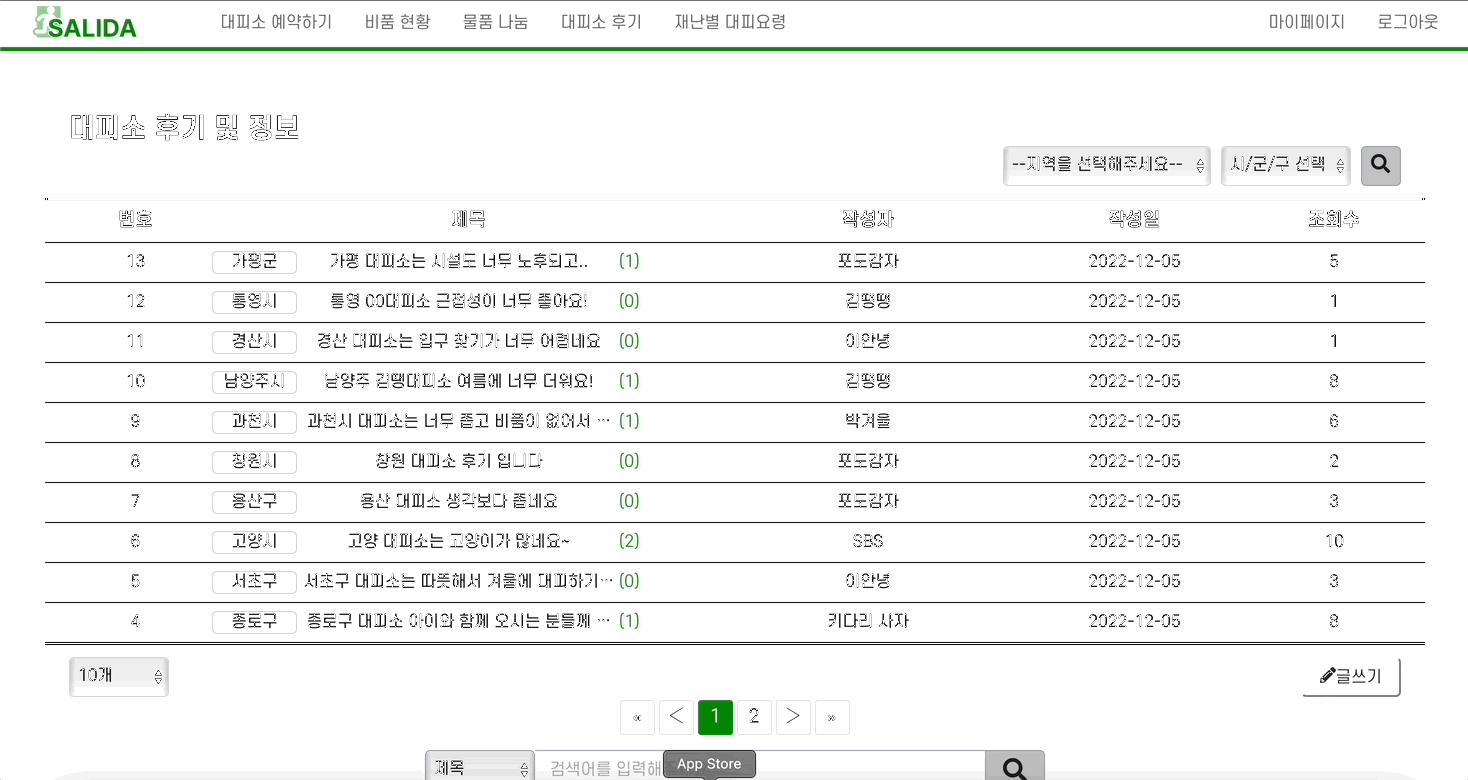 SALIDA 대피소 예약하기 비품 현황 물품 나눔 대피소 후기 재난별 대피요령 마이페이지 로그아웃
대피소 후기 및 정보
--지역을 선택해주세요-- 시/군/구 선택
번호 제목 작성자 작성일 조회수
13 가평군 가평 대피소는 시설도 너무 노후되고.. (1) 포도감자 2022-12-05 5
12 통영시 통영 00대피소 근접성이 너무 좋아요! (0) 김땡땡 2022-12-05 1
11 경산시 경산 대피소는 입구 찾기가 너무 어렵네요 (0) 이안녕 2022-12-05 1
10 남양주시 남양주 김땡대피소 여름에 너무 더워요! (1) 김땡땡 2022-12-05 8
9 과천시 과천시 대피소는 너무 좁고 비품이 없어서 … (1) 박겨울 2022-12-05 6
8 창원시 창원 대피소 후기 입니다 (0) 포도감자 2022-12-05 2
7 용산구 용산 대피소 생각보다 좁네요 (0) 포도감자 2022-12-05 3
6 고양시 고양 대피소는 고양이가 많네요~ (2) SBS 2022-12-05 10
5 서초구 서초구 대피소는 따뜻해서 겨울에 대피하기… (0) 이안녕 2022-12-05 3
4 종로구 종로구 대피소 아이와 함께 오시는 분들께 … (1) 키다리 사자 2022-12-05 8
10개 글쓰기
« < 1 2 > »
제목 검색어를 입력해 App Store